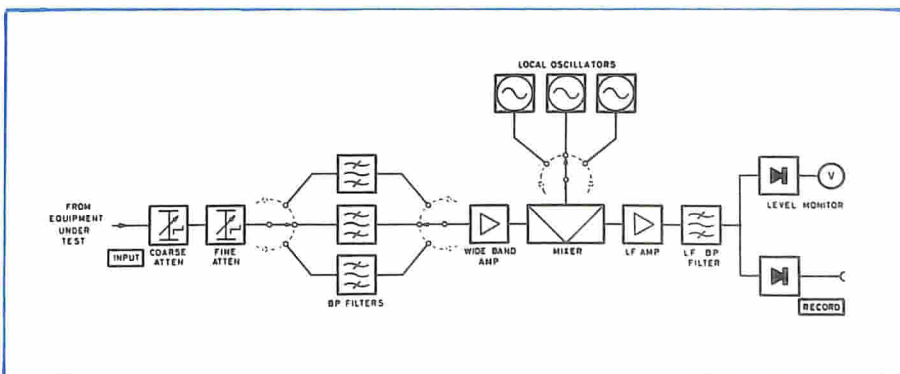 LOCAL OSCILLATORS
FROM
EQUIPMENT
UNDER
TEST
INPUT
COARSE
ATTEN
FINE
ATTEN
BP FILTERS
WIDE BAND
AMP
MIXER
LF AMP
LF BP
FILTER
V
LEVEL MONITOR
RECORD